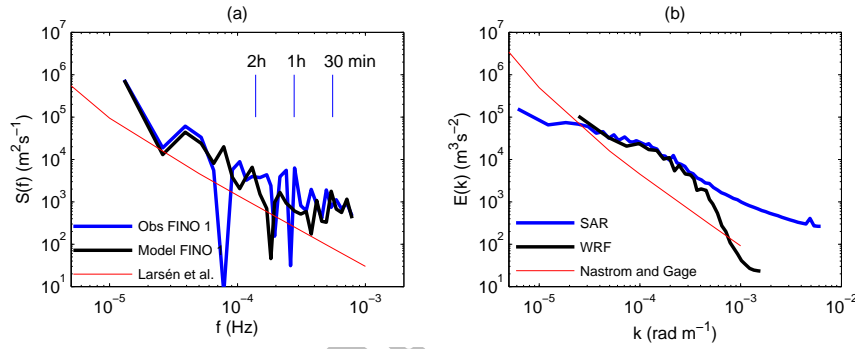 (a)
10^7
10^6
10^5
10^4
10^3
10^2
10^1
S(f) (m^2s^-1)
2h 1h 30 min
Obs FINO 1
Model FINO 1
Larsén et al.
10^-5 10^-4 10^-3
f (Hz)
(b)
10^7
10^6
10^5
10^4
10^3
10^2
10^1
E(k) (m^3s^-2)
SAR
WRF
Nastrom and Gage
10^-5 10^-4 10^-3 10^-2
k (rad m^-1)